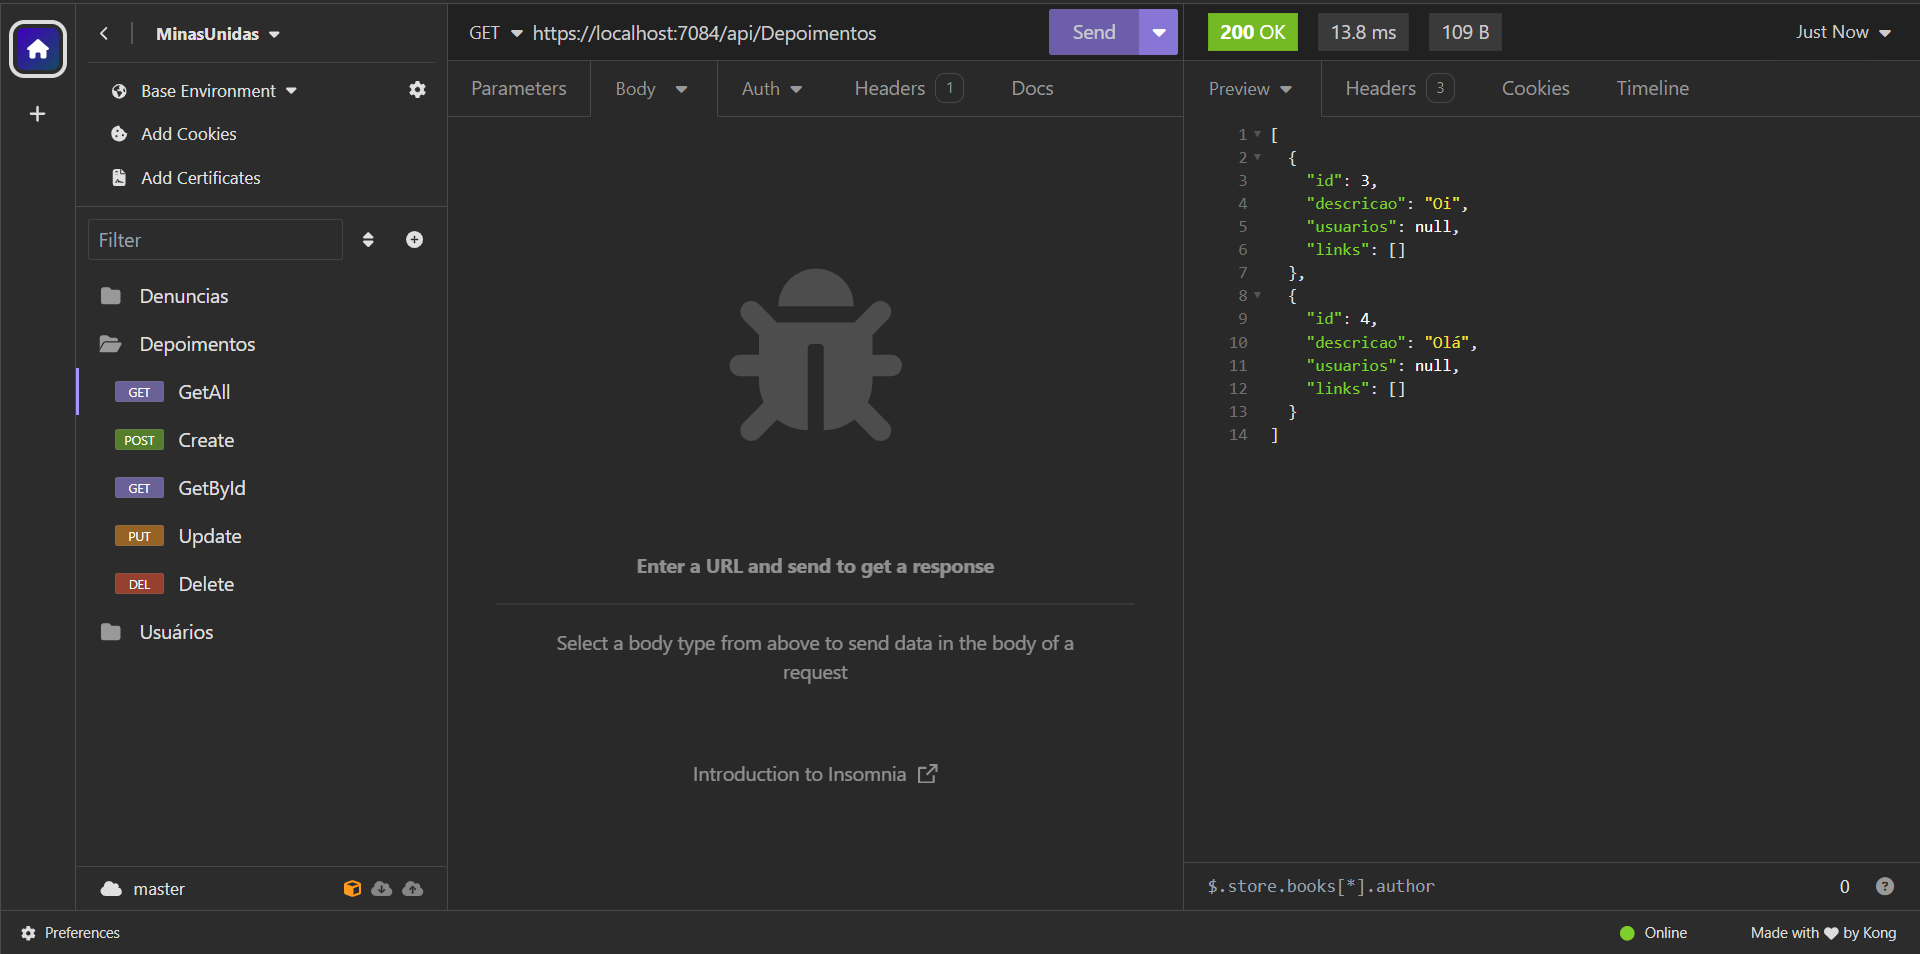 MinasUnidas
Base Environment
Add Cookies
Add Certificates
Filter
Denuncias
Depoimentos
GET GetAll
POST Create
GET GetById
PUT Update
DEL Delete
Usuários
master
GET https://localhost:7084/api/Depoimentos Send
Parameters Body Auth Headers 1 Docs
Enter a URL and send to get a response
Select a body type from above to send data in the body of a
request
Introduction to Insomnia
200 OK 13.8 ms 109 B Just Now
Preview Headers 3 Cookies Timeline
1 [
2 {
3 "id": 3,
4 "descricao": "Oi",
5 "usuarios": null,
6 "links": []
7 },
8 {
9 "id": 4,
10 "descricao": "Olá",
11 "usuarios": null,
12 "links": []
13 }
14 ]
$.store.books[*].author 0 ?
Preferences
Online Made with by Kong